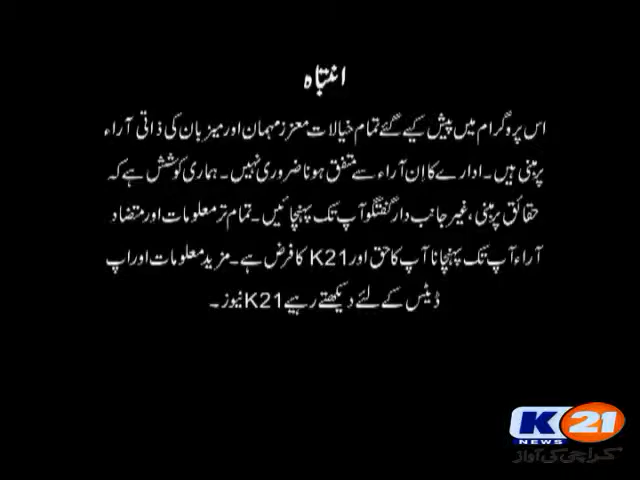 انتباہ
اس پروگرام میں پیش کیے گئے تمام خیالات معزز مہمان اور میزبان کی ذاتی آراء
پر مبنی ہیں۔ ادارے کا اِن آراء سے متفق ہونا ضروری نہیں۔ ہماری کوشش ہے کہ
حقائق پر مبنی، غیر جانب دار گفتگو آپ تک پہنچائیں۔ تمام تر معلومات اور متضاد
آراء آپ تک پہنچانا آپ کا حق اور K21 کا فرض ہے۔ مزید معلومات اور اپ
ڈیٹس کے لئے دیکھتے رہیے K21 نیوز۔
K 21
NEWS
کراچی کی آواز